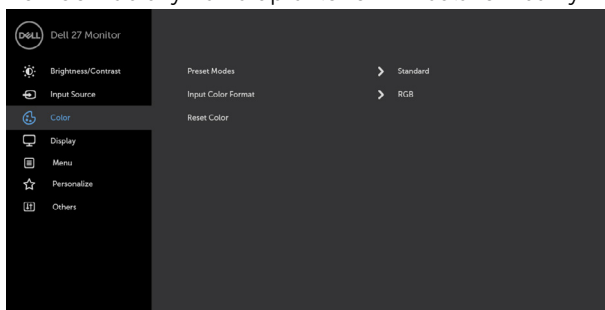 DELL Dell 27 Monitor
Brightness/Contrast
Input Source
Color
Display
Menu
Personalize
Others
Preset Modes Standard
Input Color Format RGB
Reset Color